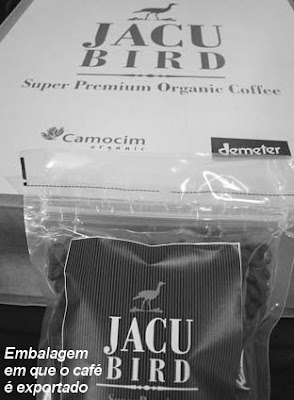 JACU
BIRD
Super Premium Organic Coffee
Camocim
organic
demeter
JACU
BIRD
Embalagem
em que o café
é exportado